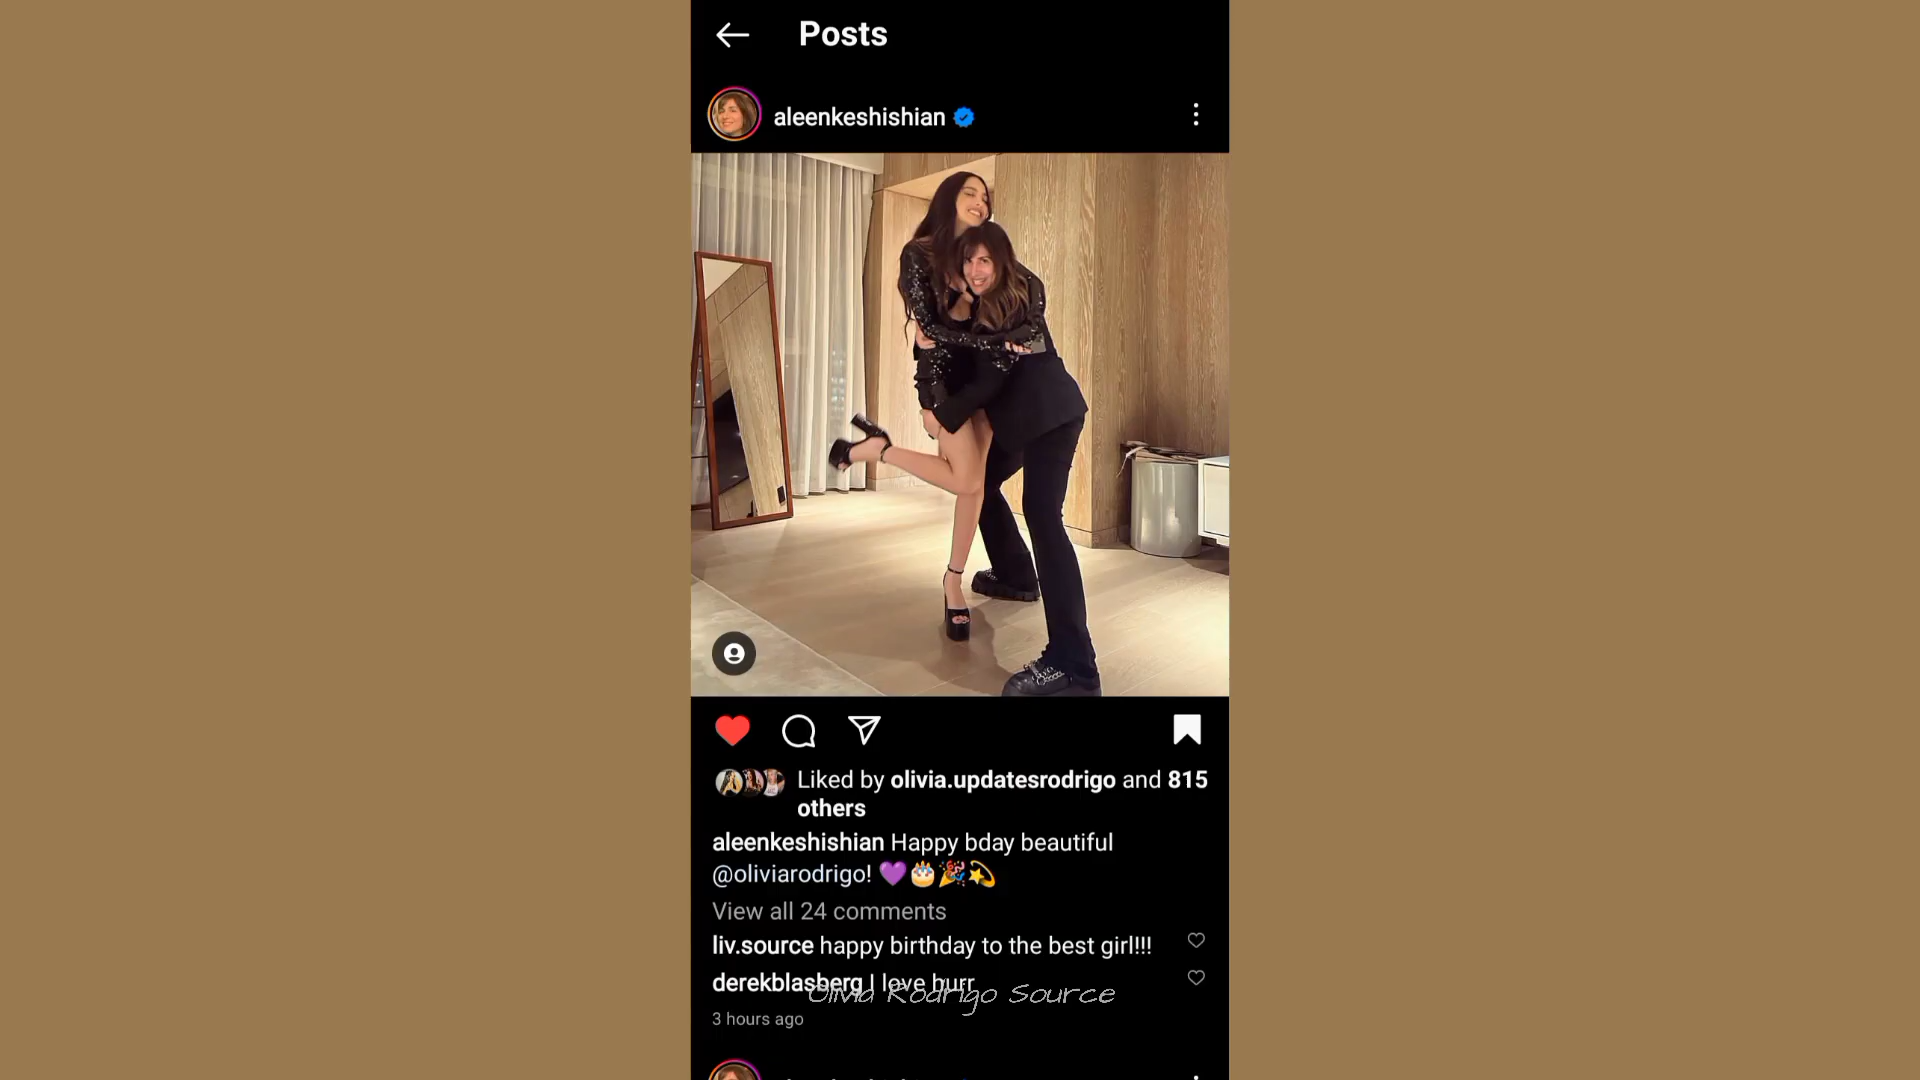 Posts
aleenkeshishian
Liked by olivia.updatesrodrigo and 815
others
aleenkeshishian Happy bday beautiful
@oliviarodrigo! 💜🎂🎉💫
View all 24 comments
liv.source happy birthday to the best girl!!!
derekblasberg I love hurr
Olivia Rodrigo Source
3 hours ago